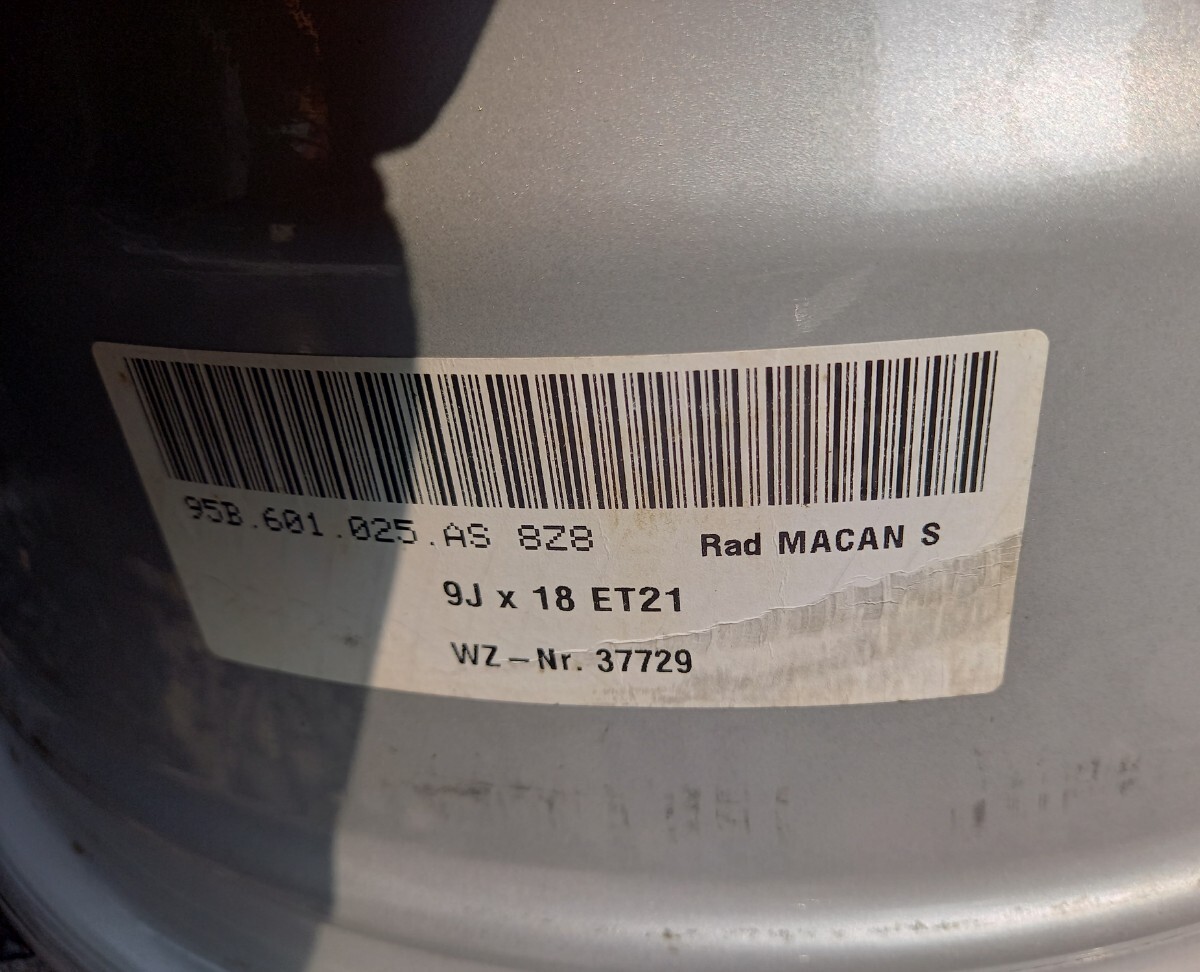 95B.601.025.AS 8Z8 Rad MACAN S
9J x 18 ET21
WZ-Nr. 37729